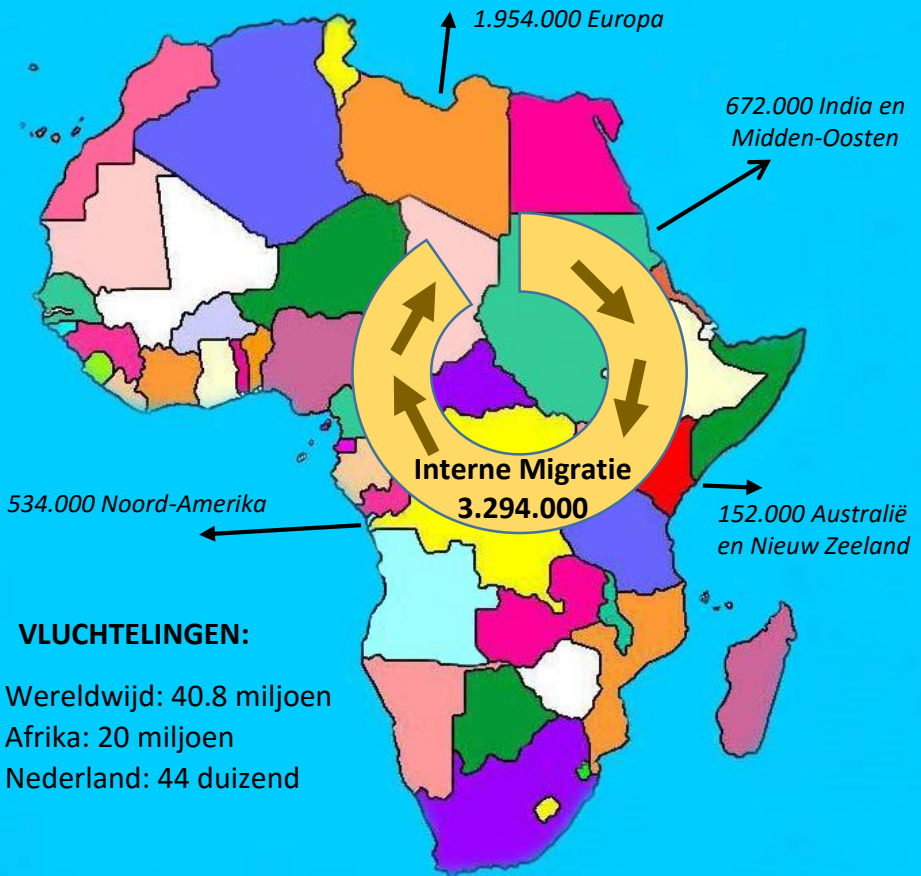 1.954.000 Europa
672.000 India en
Midden-Oosten
Interne Migratie
3.294.000
534.000 Noord-Amerika
152.000 Australië
en Nieuw Zeeland
VLUCHTELINGEN:
Wereldwijd: 40.8 miljoen
Afrika: 20 miljoen
Nederland: 44 duizend